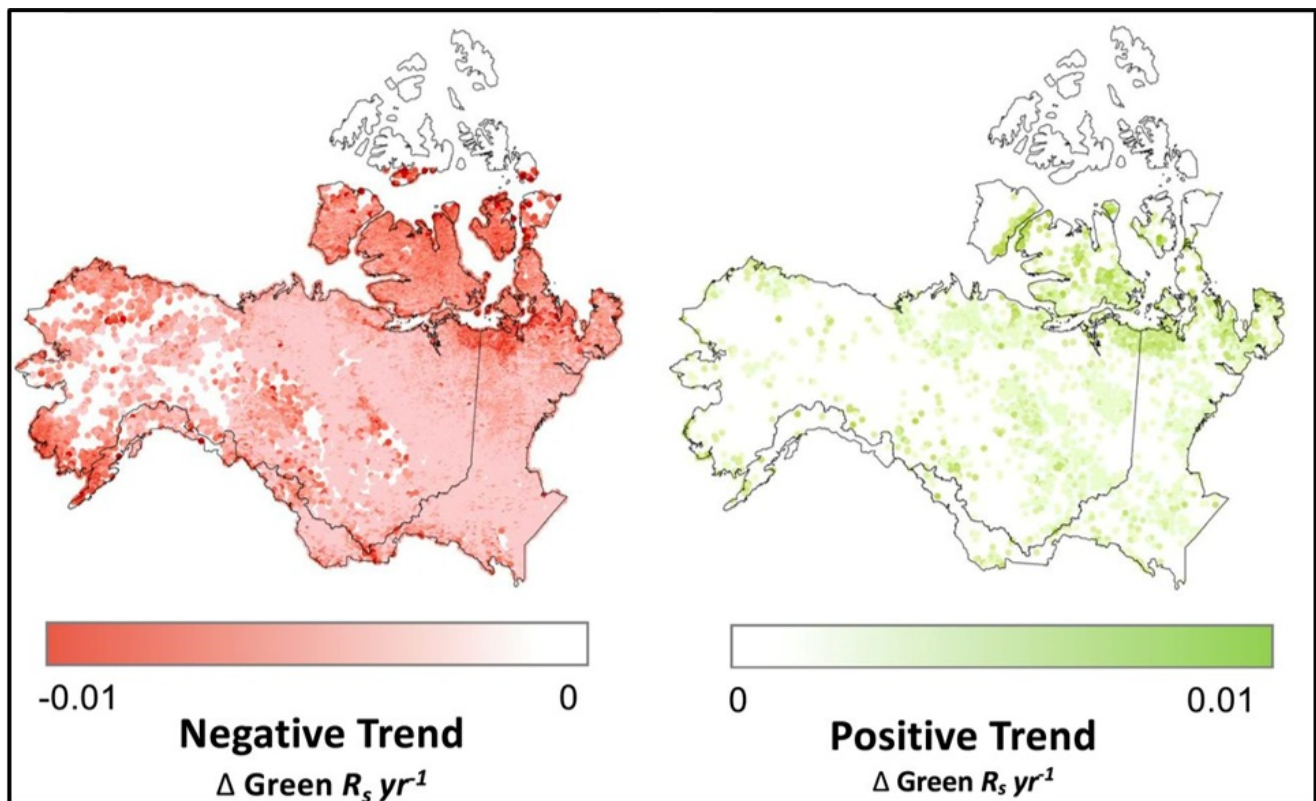 -0.01 0
Negative Trend
Δ Green Rs yr-1
0 0.01
Positive Trend
Δ Green Rs yr-1